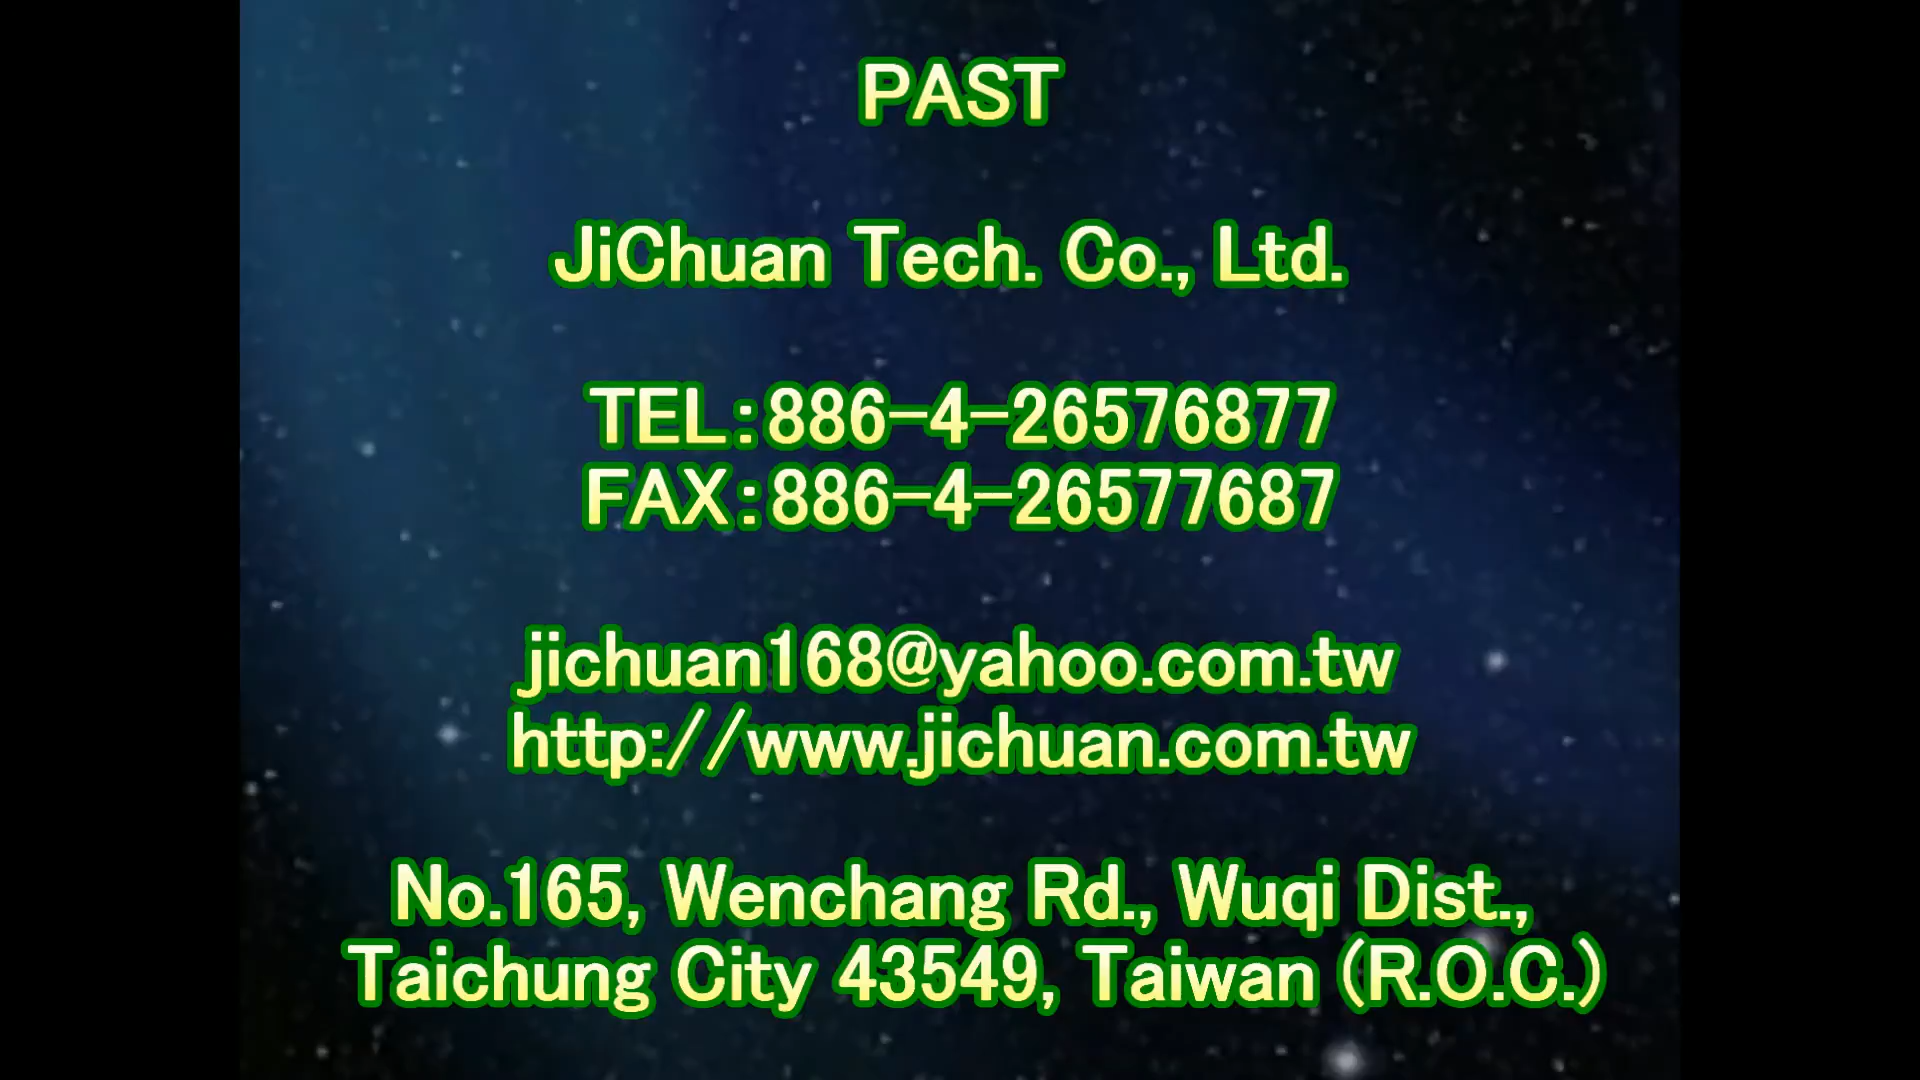 PAST
JiChuan Tech. Co., Ltd.
TEL:886-4-26576877
FAX:886-4-26577687
jichuan168@yahoo.com.tw
http://www.jichuan.com.tw
No.165, Wenchang Rd., Wuqi Dist.,
Taichung City 43549, Taiwan (R.O.C.)